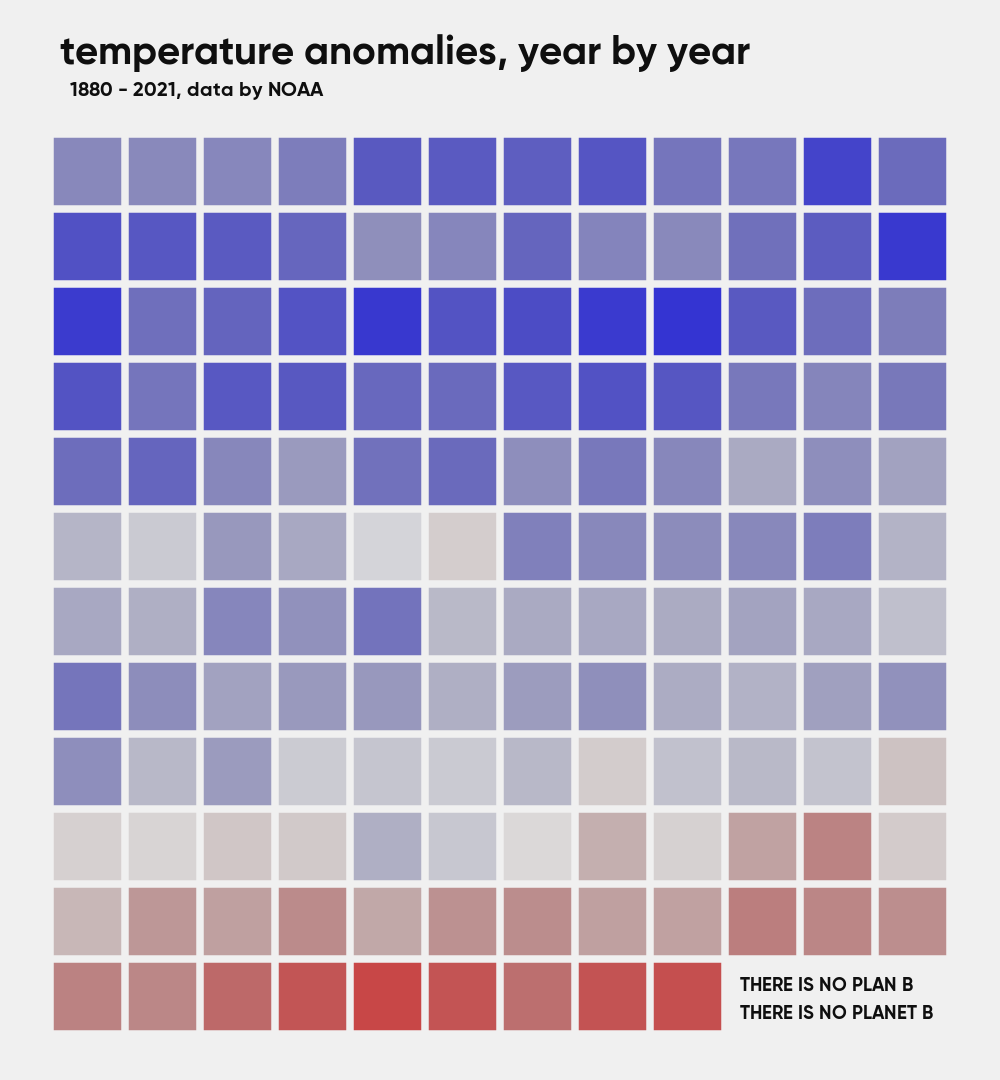 temperature anomalies, year by year
1880 - 2021, data by NOAA
THERE IS NO PLAN B
THERE IS NO PLANET B